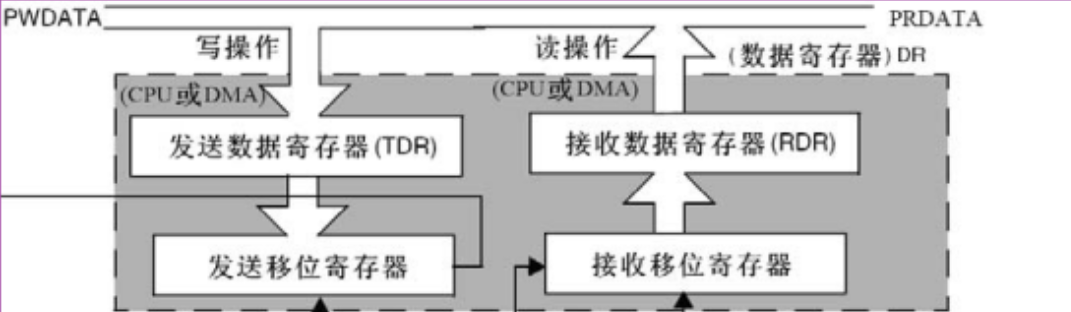 PWDATA
PRDATA
写操作
读操作
(数据寄存器)DR
(CPU或DMA)
(CPU或DMA)
发送数据寄存器(TDR)
接收数据寄存器(RDR)
发送移位寄存器
接收移位寄存器